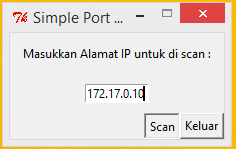 Simple Port ...
Masukkan Alamat IP untuk di scan :
172.17.0.10
Scan Keluar